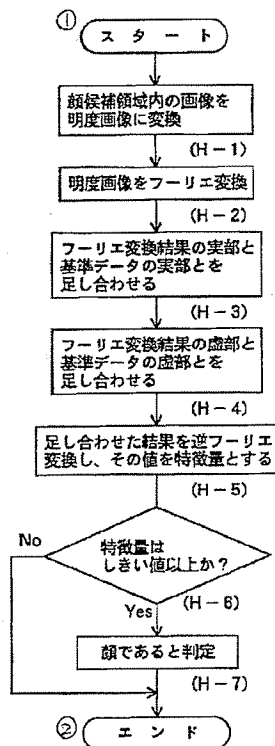 ①
スタート
顔候補領域内の画像を
明度画像に変換
(H-1)
明度画像をフーリエ変換
(H-2)
フーリエ変換結果の実部と
基準データの実部とを
足し合わせる
(H-3)
フーリエ変換結果の虚部と
基準データの虚部とを
足し合わせる
(H-4)
足し合わせた結果を逆フーリエ
変換し、その値を特徴量とする
(H-5)
No
特徴量は
しきい値以上か?
Yes
(H-6)
顔であると判定
(H-7)
②
エンド